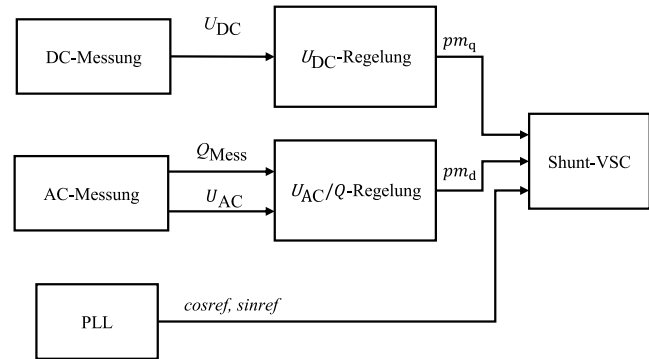 DC-Messung
U_DC
U_DC-Regelung
pm_q
AC-Messung
Q_Mess
U_AC
U_AC/Q-Regelung
pm_d
Shunt-VSC
PLL
cosref, sinref